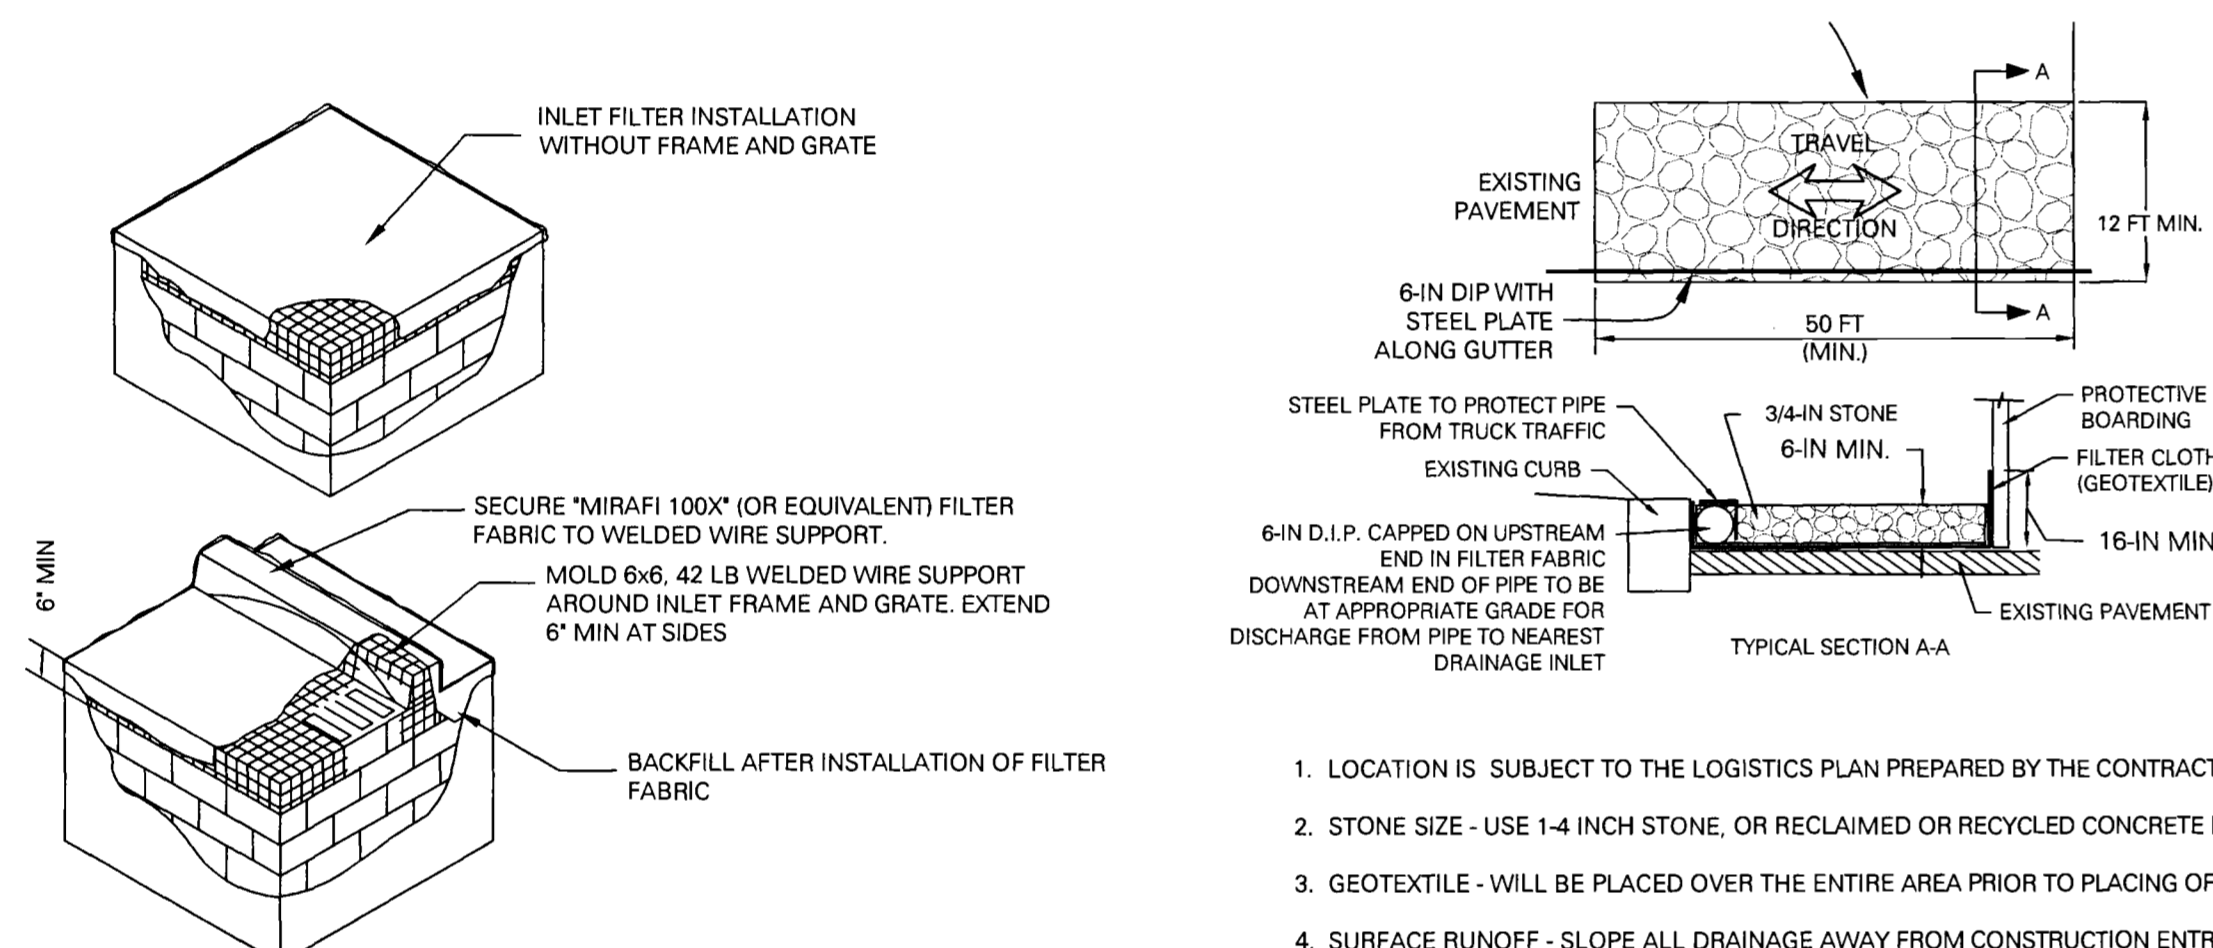 INLET FILTER INSTALLATION
WITHOUT FRAME AND GRATE
SECURE "MIRAFI 100X" (OR EQUIVALENT) FILTER
FABRIC TO WELDED WIRE SUPPORT.
6" MIN
MOLD 6x6, 42 LB WELDED WIRE SUPPORT
AROUND INLET FRAME AND GRATE. EXTEND
6" MIN AT SIDES
BACKFILL AFTER INSTALLATION OF FILTER
FABRIC
A
TRAVEL
DIRECTION
EXISTING
PAVEMENT
12 FT MIN.
6-IN DIP WITH
STEEL PLATE
ALONG GUTTER
A
50 FT
(MIN.)
STEEL PLATE TO PROTECT PIPE
FROM TRUCK TRAFFIC
3/4-IN STONE
6-IN MIN.
PROTECTIVE
BOARDING
EXISTING CURB
FILTER CLOTH
(GEOTEXTILE)
6-IN D.I.P. CAPPED ON UPSTREAM
END IN FILTER FABRIC
DOWNSTREAM END OF PIPE TO BE
AT APPROPRIATE GRADE FOR
DISCHARGE FROM PIPE TO NEAREST
DRAINAGE INLET
16-IN MIN
EXISTING PAVEMENT
TYPICAL SECTION A-A
1. LOCATION IS SUBJECT TO THE LOGISTICS PLAN PREPARED BY THE CONTRACT
2. STONE SIZE - USE 1-4 INCH STONE, OR RECLAIMED OR RECYCLED CONCRETE
3. GEOTEXTILE - WILL BE PLACED OVER THE ENTIRE AREA PRIOR TO PLACING OF
4. SURFACE RUNOFF - SLOPE ALL DRAINAGE AWAY FROM CONSTRUCTION ENTR